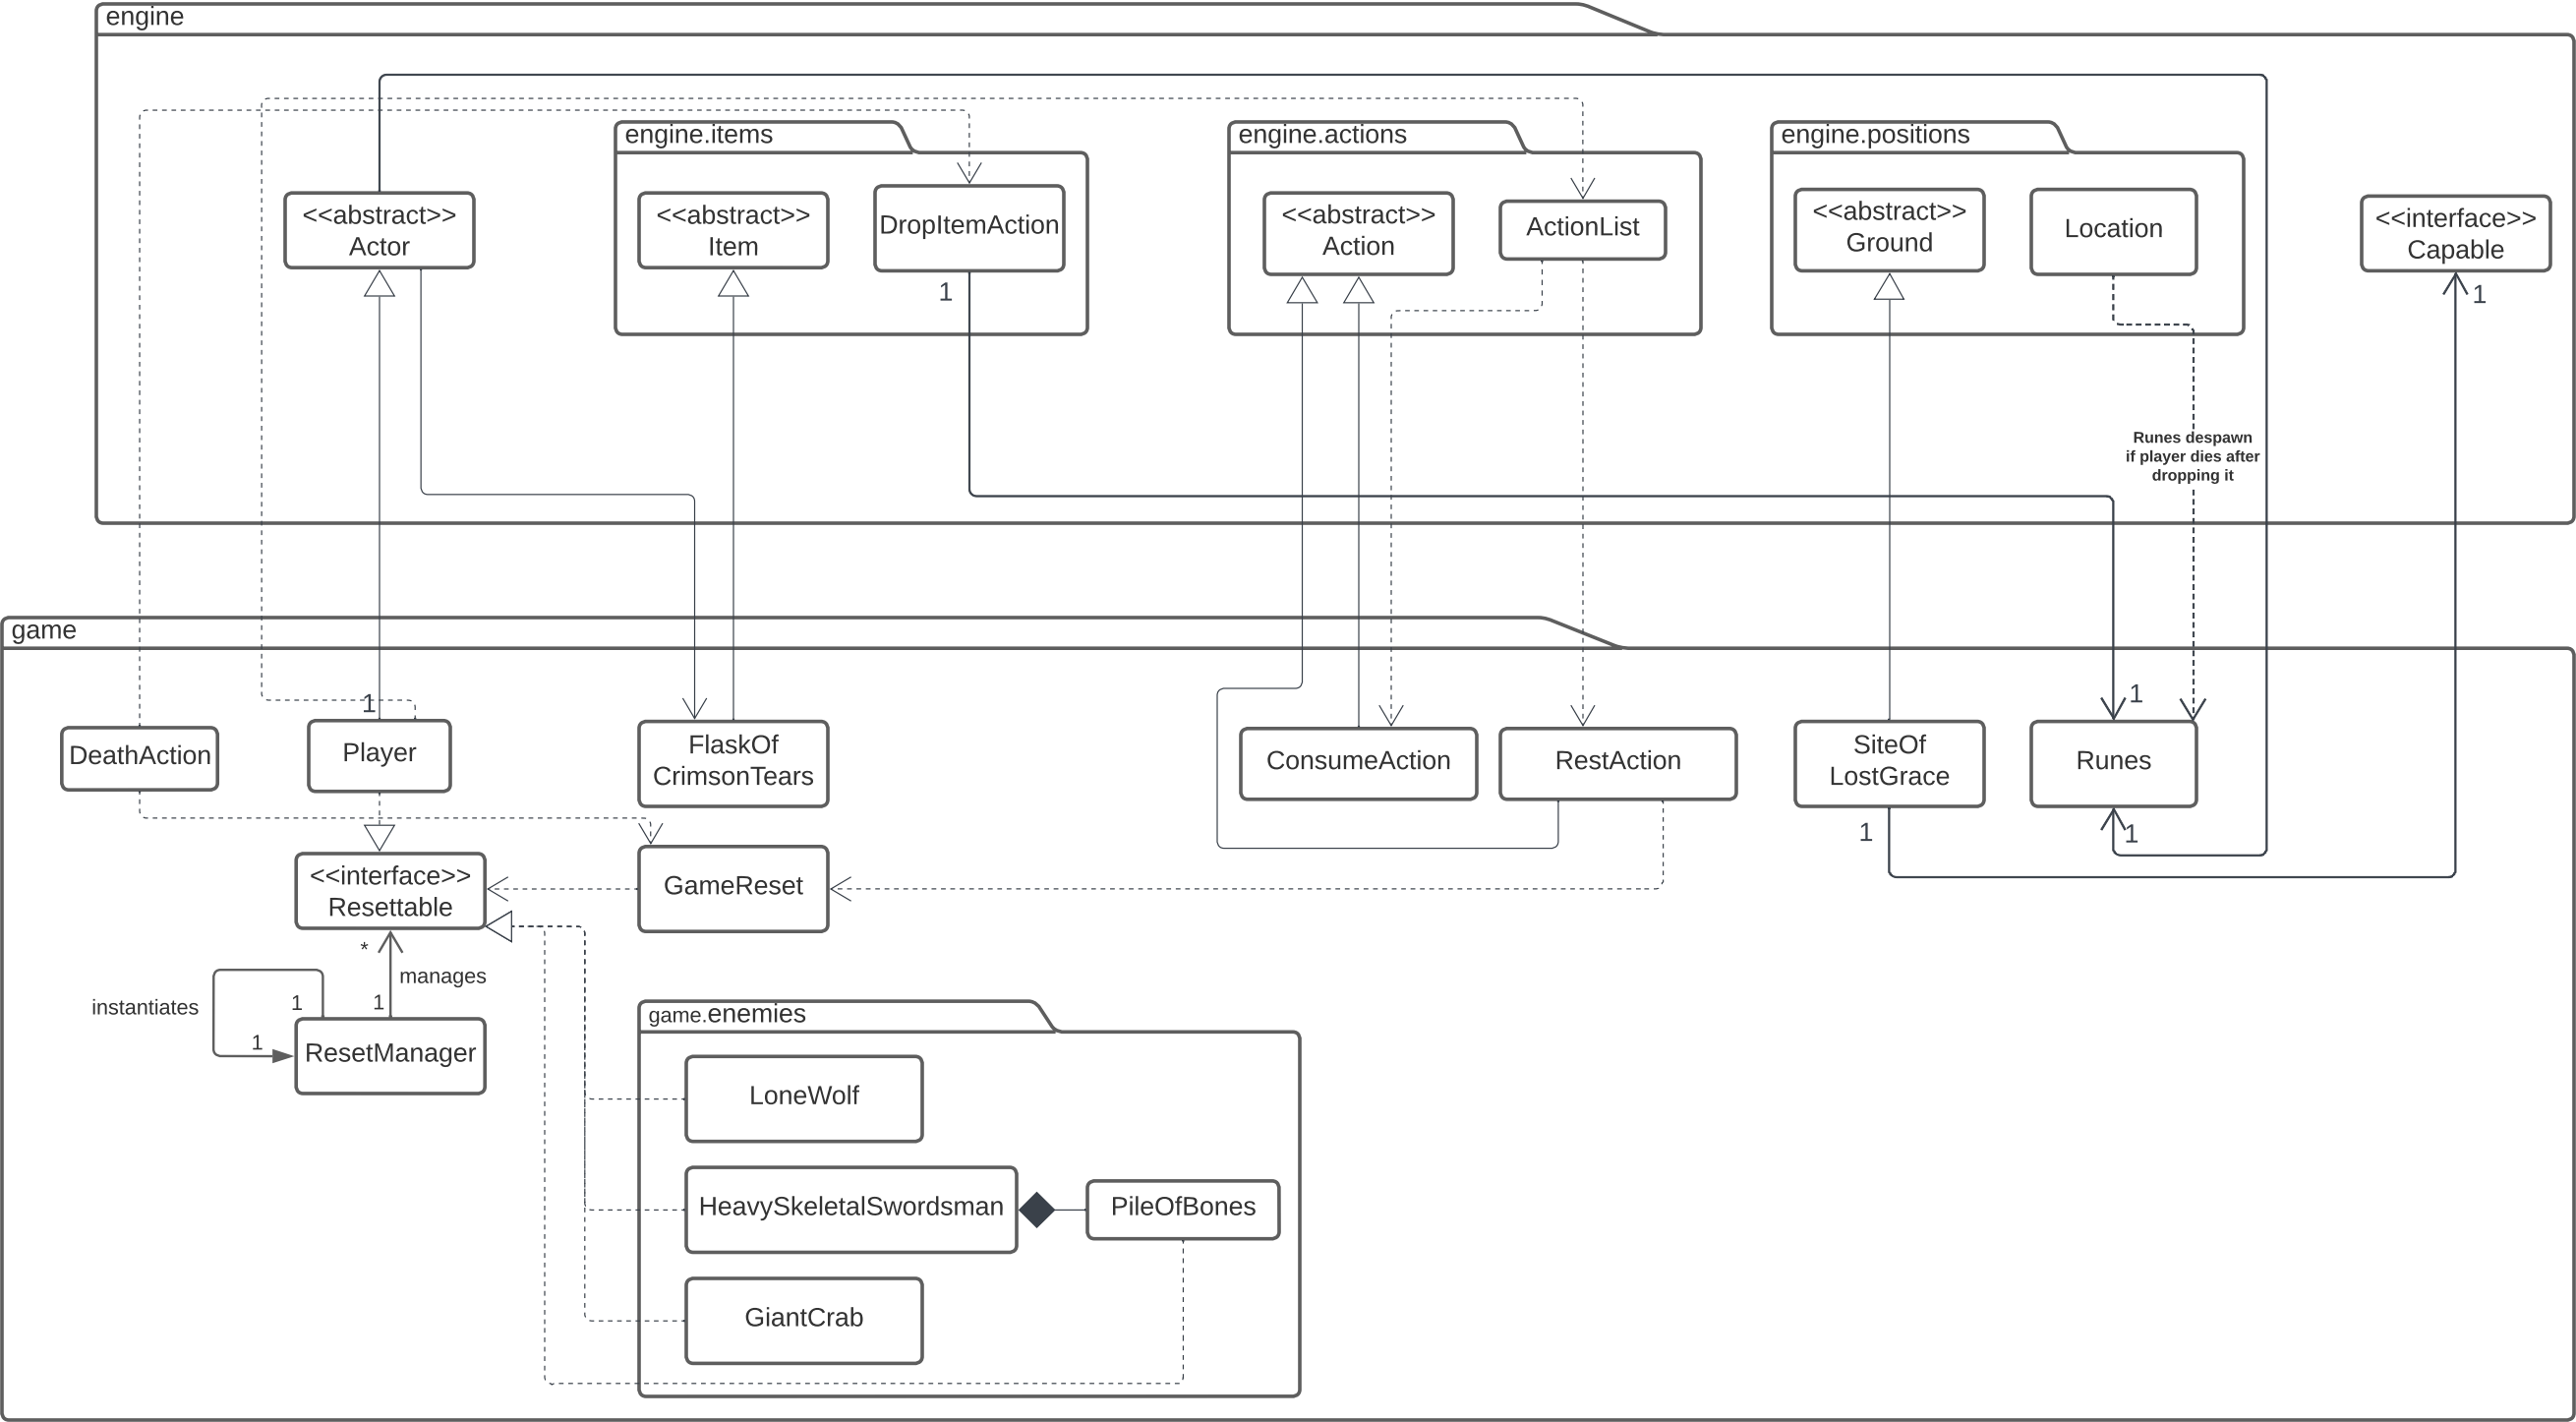 engine
engine.items
engine.actions
engine.positions
<<abstract>>
Actor
<<abstract>>
Item
DropItemAction
<<abstract>>
Action
ActionList
<<abstract>>
Ground
Location
<<interface>>
Capable
1
1
Runes despawn
if player dies after
dropping it
game
1
1
DeathAction
Player
FlaskOf
CrimsonTears
ConsumeAction
RestAction
SiteOf
LostGrace
Runes
1
1
<<interface>>
Resettable
GameReset
*
manages
instantiates
1
1
1
ResetManager
game.enemies
LoneWolf
HeavySkeletalSwordsman
PileOfBones
GiantCrab